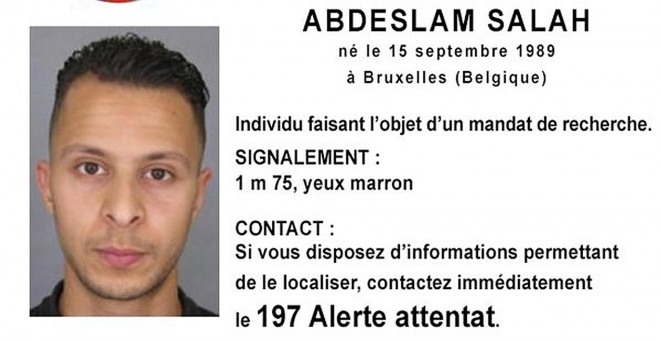 ABDESLAM SALAH
né le 15 septembre 1989
à Bruxelles (Belgique)
Individu faisant l'objet d'un mandat de recherche.
SIGNALEMENT :
1 m 75, yeux marron
CONTACT :
Si vous disposez d'informations permettant
de le localiser, contactez immédiatement
le 197 Alerte attentat.